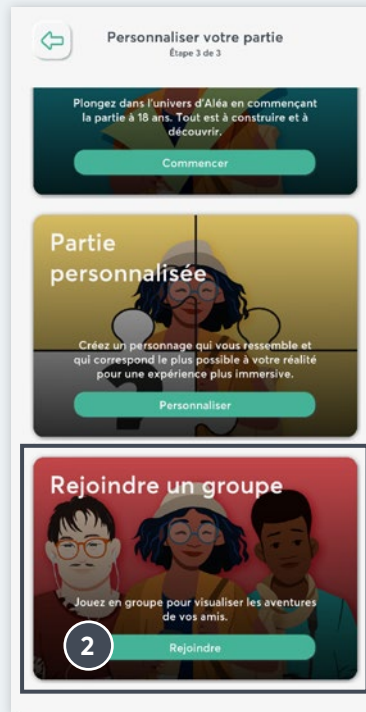 Personnaliser votre partie
Étape 3 de 3
Plongez dans l'univers d'Aléa en commençant
la partie à 18 ans. Tout est à construire et à
découvrir.
Commencer
Partie
personnalisée
Créez un personnage qui vous ressemble et
qui correspond le plus possible à votre réalité
pour une expérience plus immersive.
Personnaliser
Rejoindre un groupe
Jouez en groupe pour visualiser les aventures
de vos amis.
2
Rejoindre